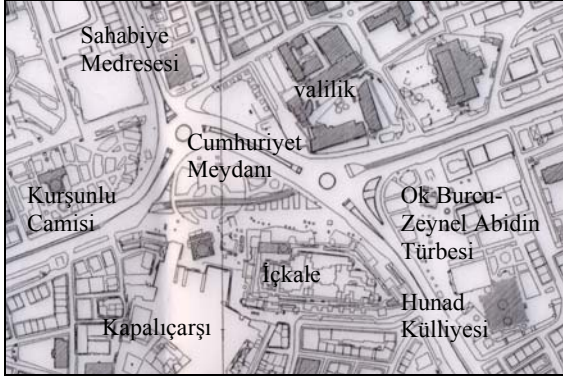 Sahabiye
Medresesi
valilik
Cumhuriyet
Meydanı
Kurşunlu
Camisi
Ok Burcu-
Zeynel Abidin
Türbesi
İçkale
Hunad
Külliyesi
Kapalıçarşı